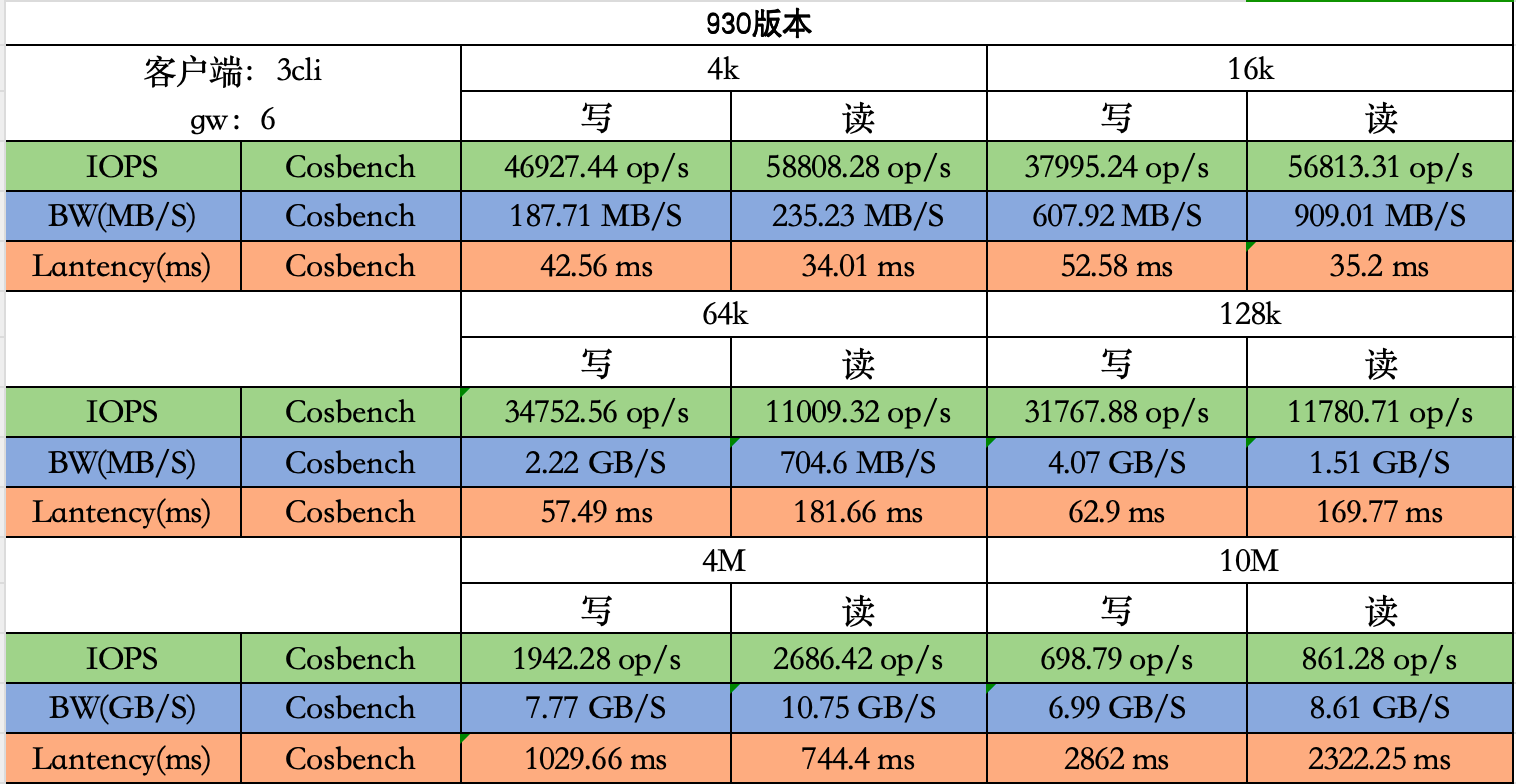 930版本
客户端：3cli 4k 16k
gw：6 写 读 写 读
IOPS Cosbench 46927.44 op/s 58808.28 op/s 37995.24 op/s 56813.31 op/s
BW(MB/S) Cosbench 187.71 MB/S 235.23 MB/S 607.92 MB/S 909.01 MB/S
Lantency(ms) Cosbench 42.56 ms 34.01 ms 52.58 ms 35.2 ms
64k 128k
写 读 写 读
IOPS Cosbench 34752.56 op/s 11009.32 op/s 31767.88 op/s 11780.71 op/s
BW(MB/S) Cosbench 2.22 GB/S 704.6 MB/S 4.07 GB/S 1.51 GB/S
Lantency(ms) Cosbench 57.49 ms 181.66 ms 62.9 ms 169.77 ms
4M 10M
写 读 写 读
IOPS Cosbench 1942.28 op/s 2686.42 op/s 698.79 op/s 861.28 op/s
BW(GB/S) Cosbench 7.77 GB/S 10.75 GB/S 6.99 GB/S 8.61 GB/S
Lantency(ms) Cosbench 1029.66 ms 744.4 ms 2862 ms 2322.25 ms